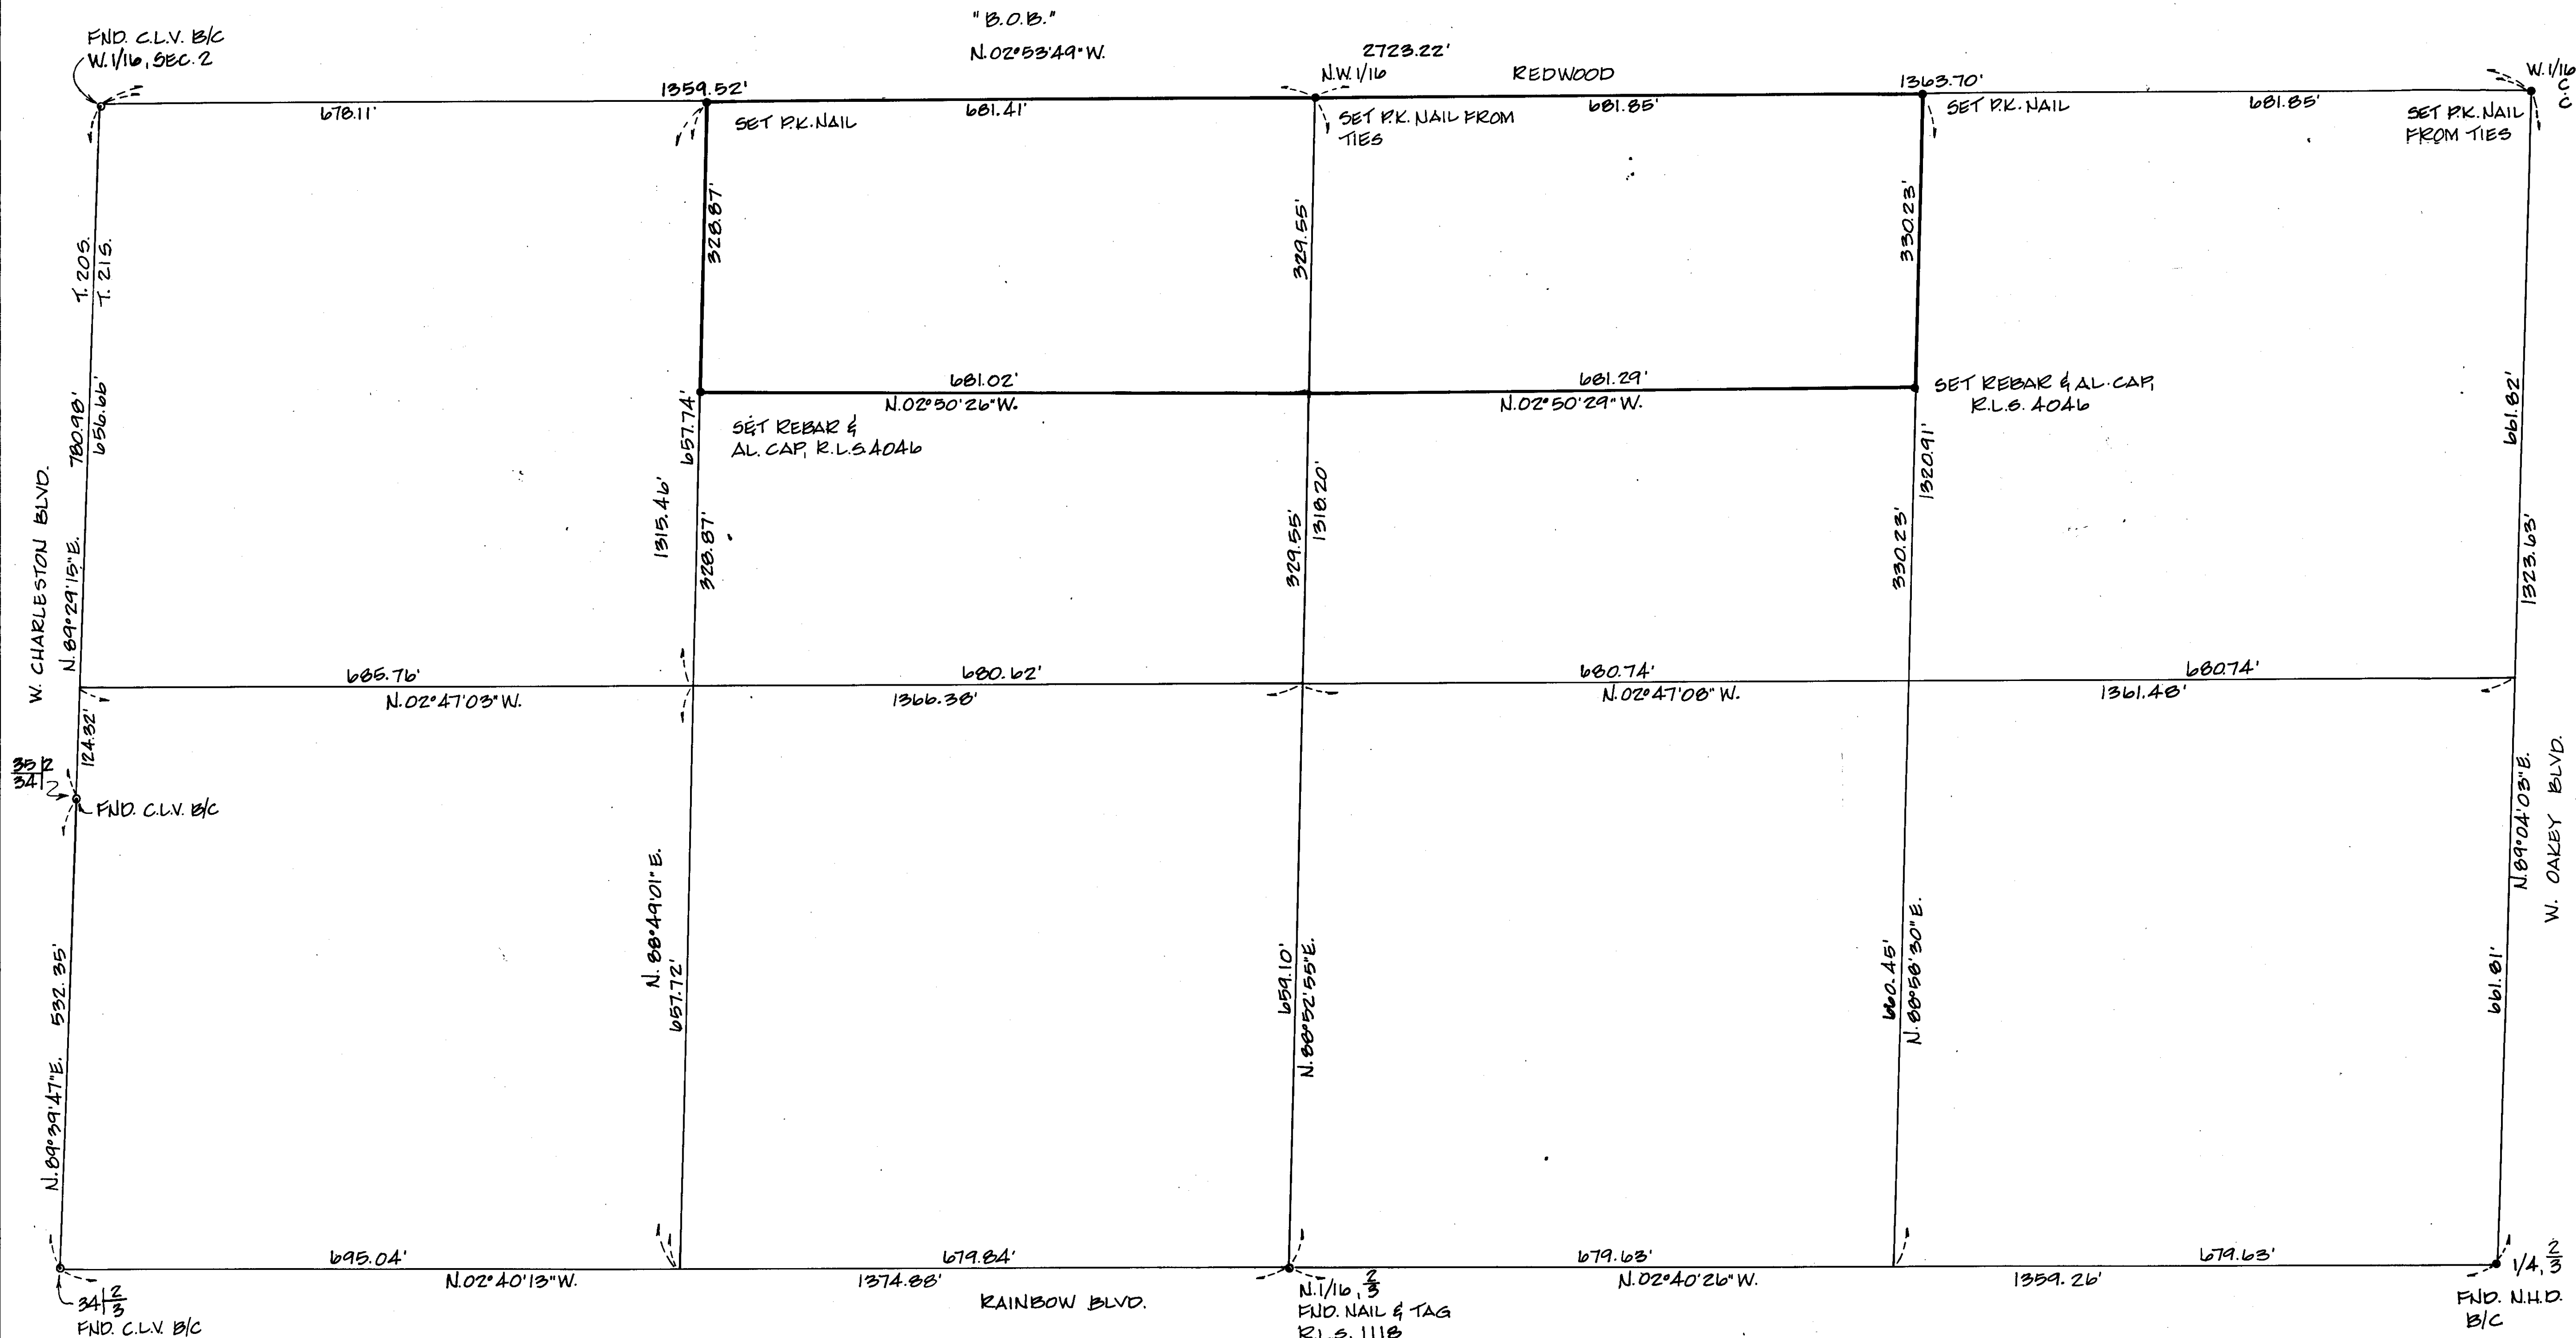 "B.O.B."
N.02°53'49"W.
2723.22'
FND. C.L.V. B/C
W.1/16, SEC. 2
N.W.1/16
REDWOOD
W.1/16
C
C
1359.52'
1363.70'
678.11'
681.41'
681.85'
681.85'
SET P.K. NAIL
SET P.K. NAIL FROM
TIES
SET P.K. NAIL
SET P.K. NAIL
FROM TIES
T. 20S.
T. 21S.
328.87'
329.55'
330.23'
780.98'
656.66'
681.02'
N.02°50'26"W.
681.29'
N.02°50'29"W.
SET REBAR &
AL. CAP, R.L.S. 4046
SET REBAR & AL. CAP,
R.L.S. 4046
657.74'
1315.46'
328.87'
1318.20'
329.55'
1320.91'
330.23'
661.82'
1323.63'
W. CHARLESTON BLVD.
N.89°29'15"E.
685.76'
N.02°47'03"W.
680.62'
1366.38'
680.74'
N.02°47'08"W.
680.74'
1361.48'
124.32'
35|2
34|
FND. C.L.V. B/C
N.89°04'03"E.
W. OAKEY BLVD.
N.88°49'01"E.
657.72'
659.10'
N.88°52'55"E.
660.45'
N.88°58'30"E.
661.81'
532.35'
N.89°39'47"E.
695.04'
N.02°40'13"W.
679.84'
1374.88'
679.63'
N.02°40'26"W.
679.63'
1359.26'
RAINBOW BLVD.
34|2
3
FND. C.L.V. B/C
N.1/16, 2
3
FND. NAIL & TAG
R.L.S. 1118
1/4, 2
3
FND. N.H.D.
B/C